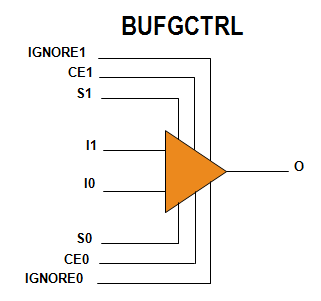 BUFGCTRL
IGNORE1
CE1
S1
I1
I0
O
S0
CE0
IGNORE0